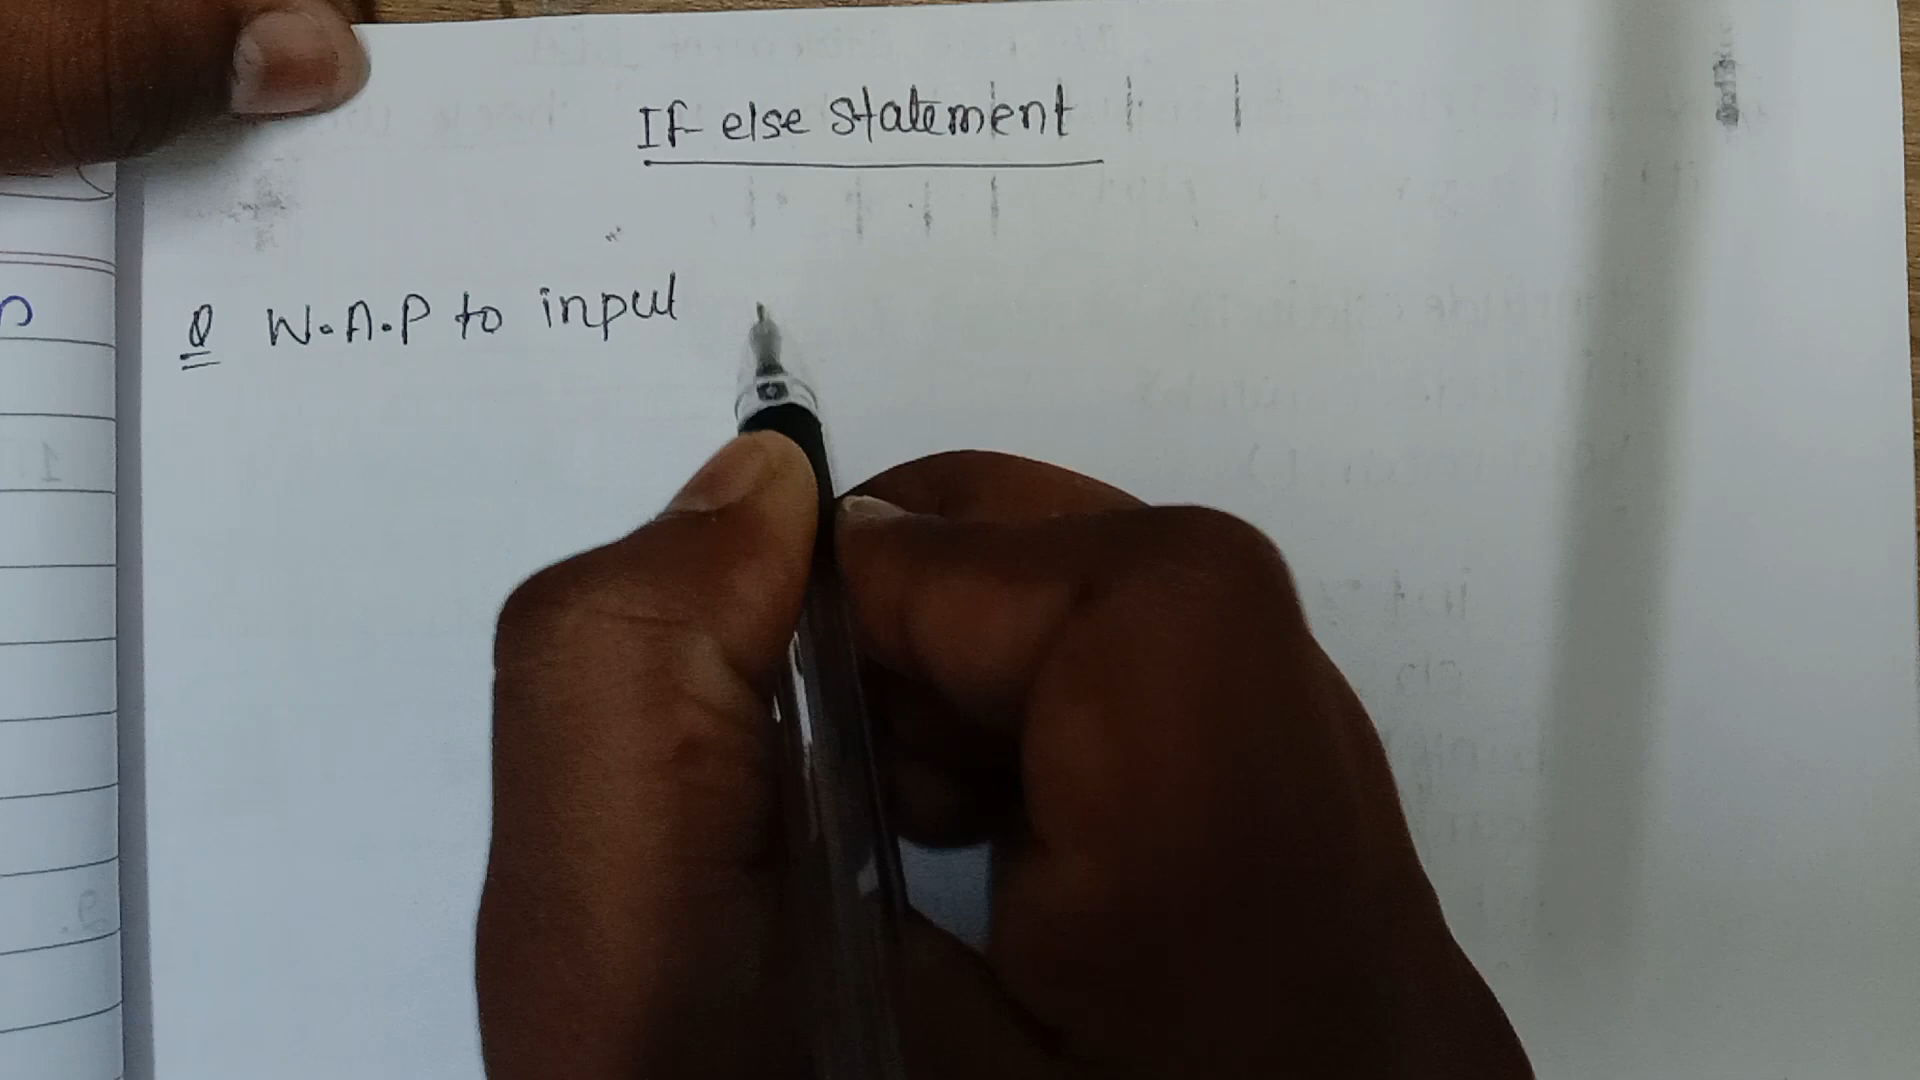 If else statement
Q W.A.P to input